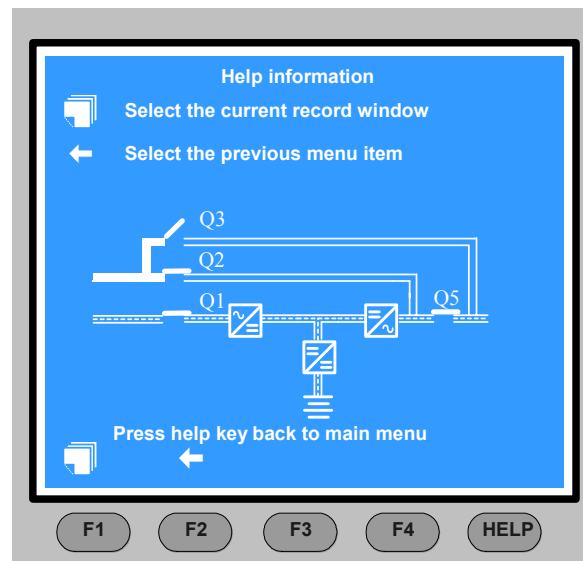 Help information
Select the current record window
Select the previous menu item
Q3
Q2
Q1
Q5
Press help key back to main menu
F1 F2 F3 F4 HELP